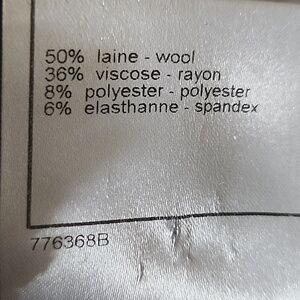 50% laine - wool
36% viscose - rayon
8% polyester - polyester
6% elasthanne - spandex
776368B